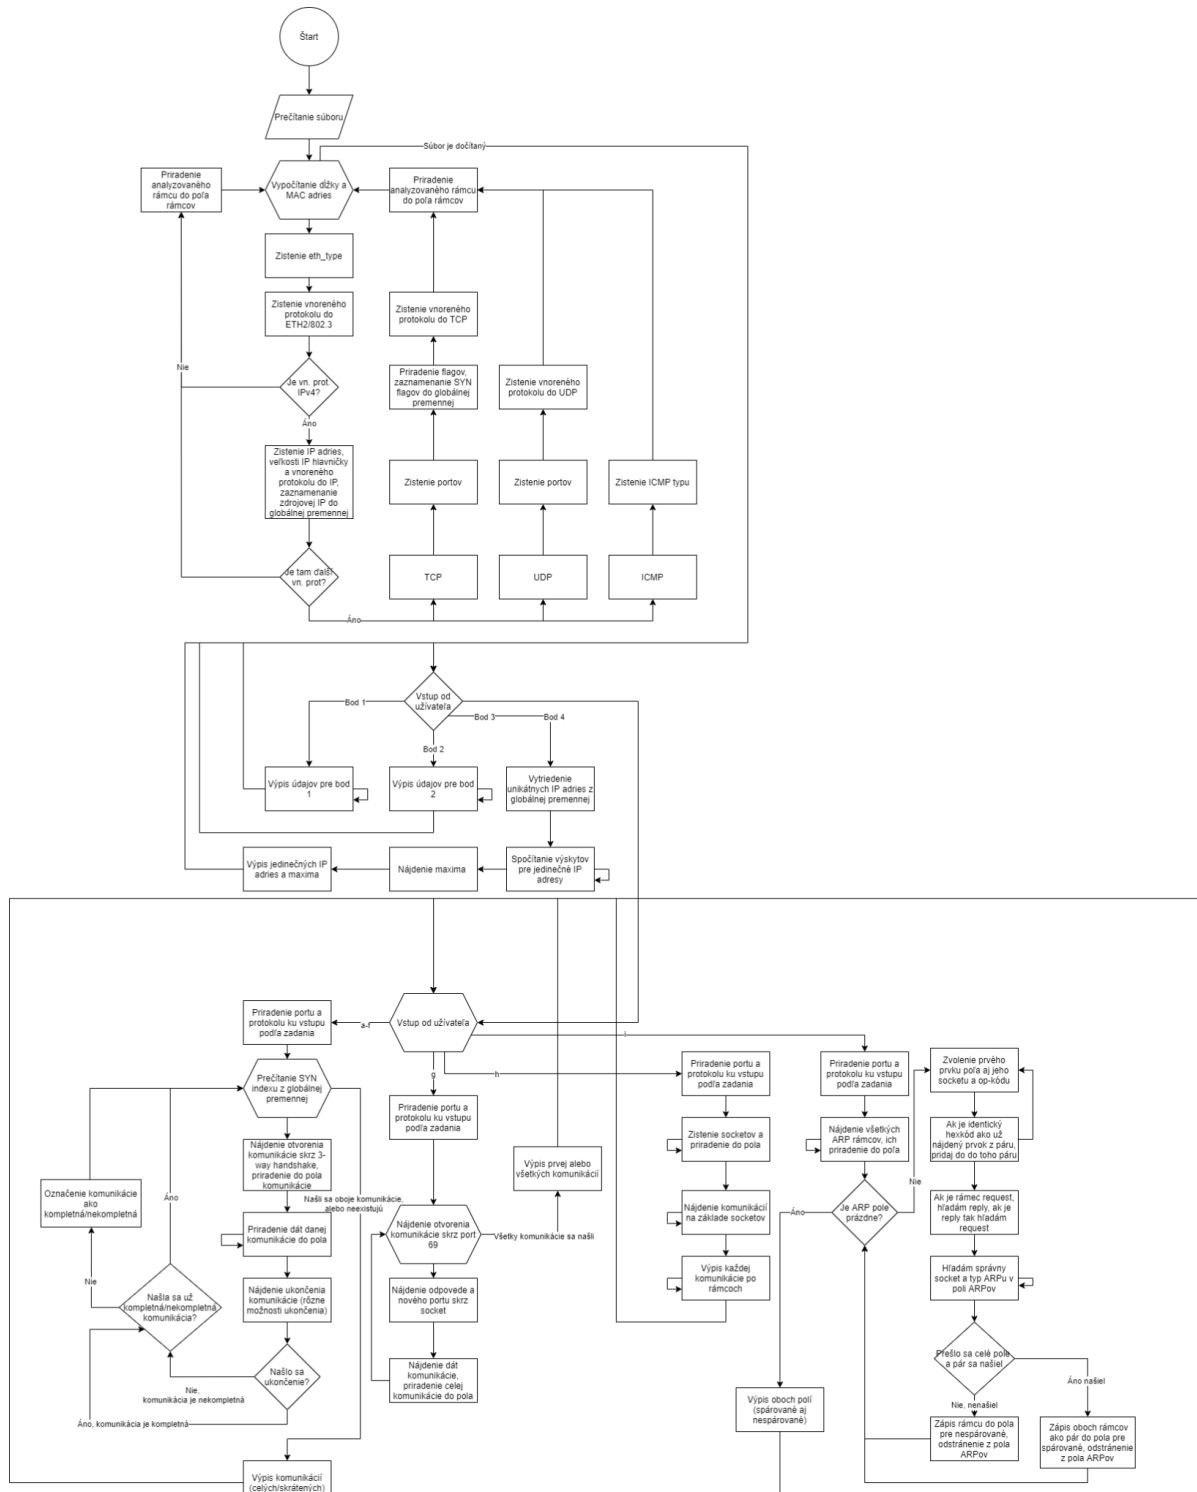 Štart
Prečítanie súboru
Súbor je dočítaný
Priradenie
analyzovaného
rámcu do poľa
rámcov
Vypočítanie dĺžky a
MAC adries
Priradenie
analyzovaného rámcu
do poľa rámcov
Zistenie eth_type
Zistenie vnoreného
protokolu do
ETH2/802.3
Zistenie vnoreného
protokolu do TCP
Nie
Je vn. prot.
IPv4?
Priradenie flagov,
zaznamenanie SYN
flagov do globálnej
premennej
Zistenie vnoreného
protokolu do UDP
Áno
Zistenie IP adries,
veľkosti IP hlavničky
a vnoreného
protokolu do IP,
zaznamenanie
zdrojovej IP do
globálnej premennej
Zistenie portov
Zistenie portov
Zistenie ICMP typu
Je tam ďalší
vn. prot?
TCP
UDP
ICMP
Áno
Vstup od
užívateľa
Bod 1
Bod 3
Bod 4
Bod 2
Výpis údajov pre bod
1
Výpis údajov pre bod
2
Vytriedenie
unikátnych IP adries z
globálnej premennej
Výpis jedinečných IP
adries a maxima
Nájdenie maxima
Spočítanie výskytov
pre jedinečné IP
adresy
Priradenie portu a
protokolu ku vstupu
podľa zadania
a-f
Vstup od užívateľa
i
g
h
Prečítanie SYN
indexu z globálnej
premennej
Priradenie portu a
protokolu ku vstupu
podľa zadania
Priradenie portu a
protokolu ku vstupu
podľa zadania
Priradenie portu a
protokolu ku vstupu
podľa zadania
Zvolenie prvého
prvku poľa aj jeho
socketu a op-kódu
Nájdenie otvorenia
komunikácie skrz 3-
way handshake,
priradenie do pola
komunikácie
Zistenie socketov a
priradenie do pola
Nájdenie všetkých
ARP rámcov, ich
priradenie do poľa
Ak je identický
hexkód ako už
nájdený prvok z páru,
pridaj do do toho páru
Označenie komunikácie
ako
kompletná/nekompletná
Áno
Našli sa oboje komunikácie,
alebo neexistujú
Výpis prvej alebo
všetkých komunikácií
Nie
Priradenie dát danej
komunikácie do pola
Nájdenie otvorenia
komunikácie skrz port
69
Všetky komunikácie sa našli
Nájdenie komunikácií
na základe socketov
Áno
Je ARP pole
prázdne?
Ak je rámec request,
hľadám reply, ak je
reply tak hľadám
request
Nie
Našla sa už
kompletná/nekompletná
komunikácia?
Nájdenie ukončenia
komunikácie (rôzne
možnosti ukončenia)
Nájdenie odpovede a
nového portu skrz
socket
Výpis každej
komunikácie po
rámcoch
Hľadám správny
socket a typ ARPu v
poli ARPov
Našlo sa
ukončenie?
Nájdenie dát
komunikácie,
priradenie celej
komunikácie do pola
Prešlo sa celé pole
a pár sa našiel
Nie,
komunikácia je nekompletná
Áno našiel
Nie, nenašiel
Áno, komunikácia je kompletná
Výpis oboch polí
(spárované aj
nespárované)
Zápis rámcu do pola
pre nespárované,
odstránenie z pola
ARPov
Zápis oboch rámcov
ako pár do pola pre
spárované, odstránenie
z pola ARPov
Výpis komunikácií
(celých/skrátených)